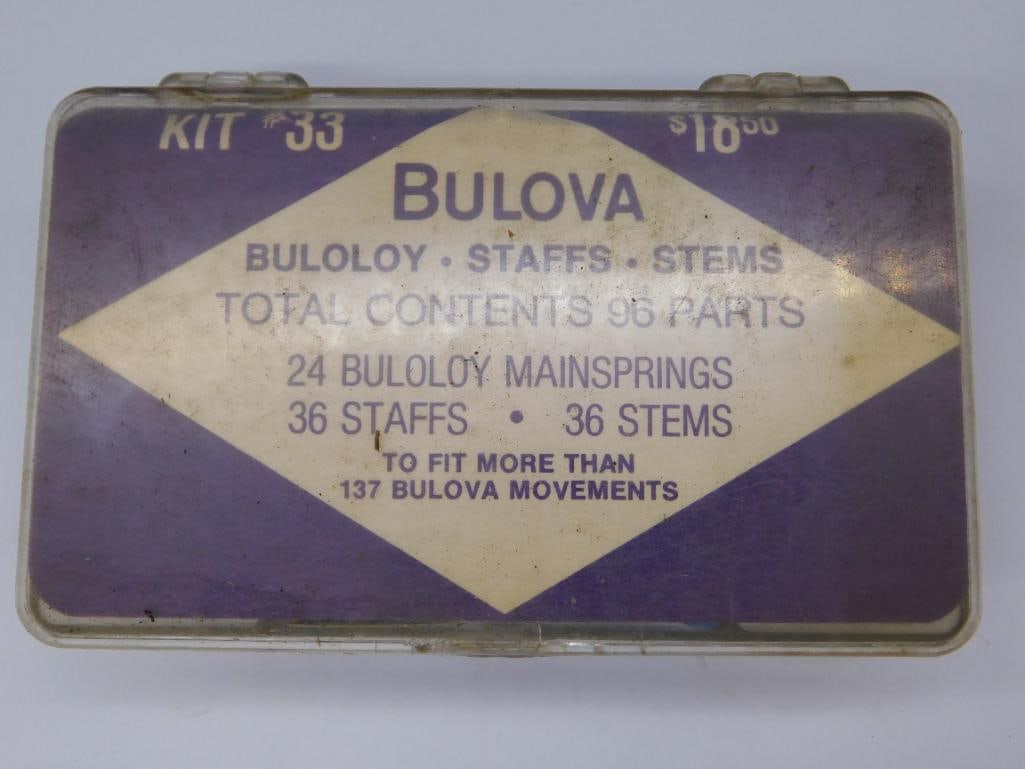 KIT #33 $18.50
BULOVA
BULOLOY • STAFFS • STEMS
TOTAL CONTENTS 96 PARTS
24 BULOLOY MAINSPRINGS
36 STAFFS • 36 STEMS
TO FIT MORE THAN
137 BULOVA MOVEMENTS